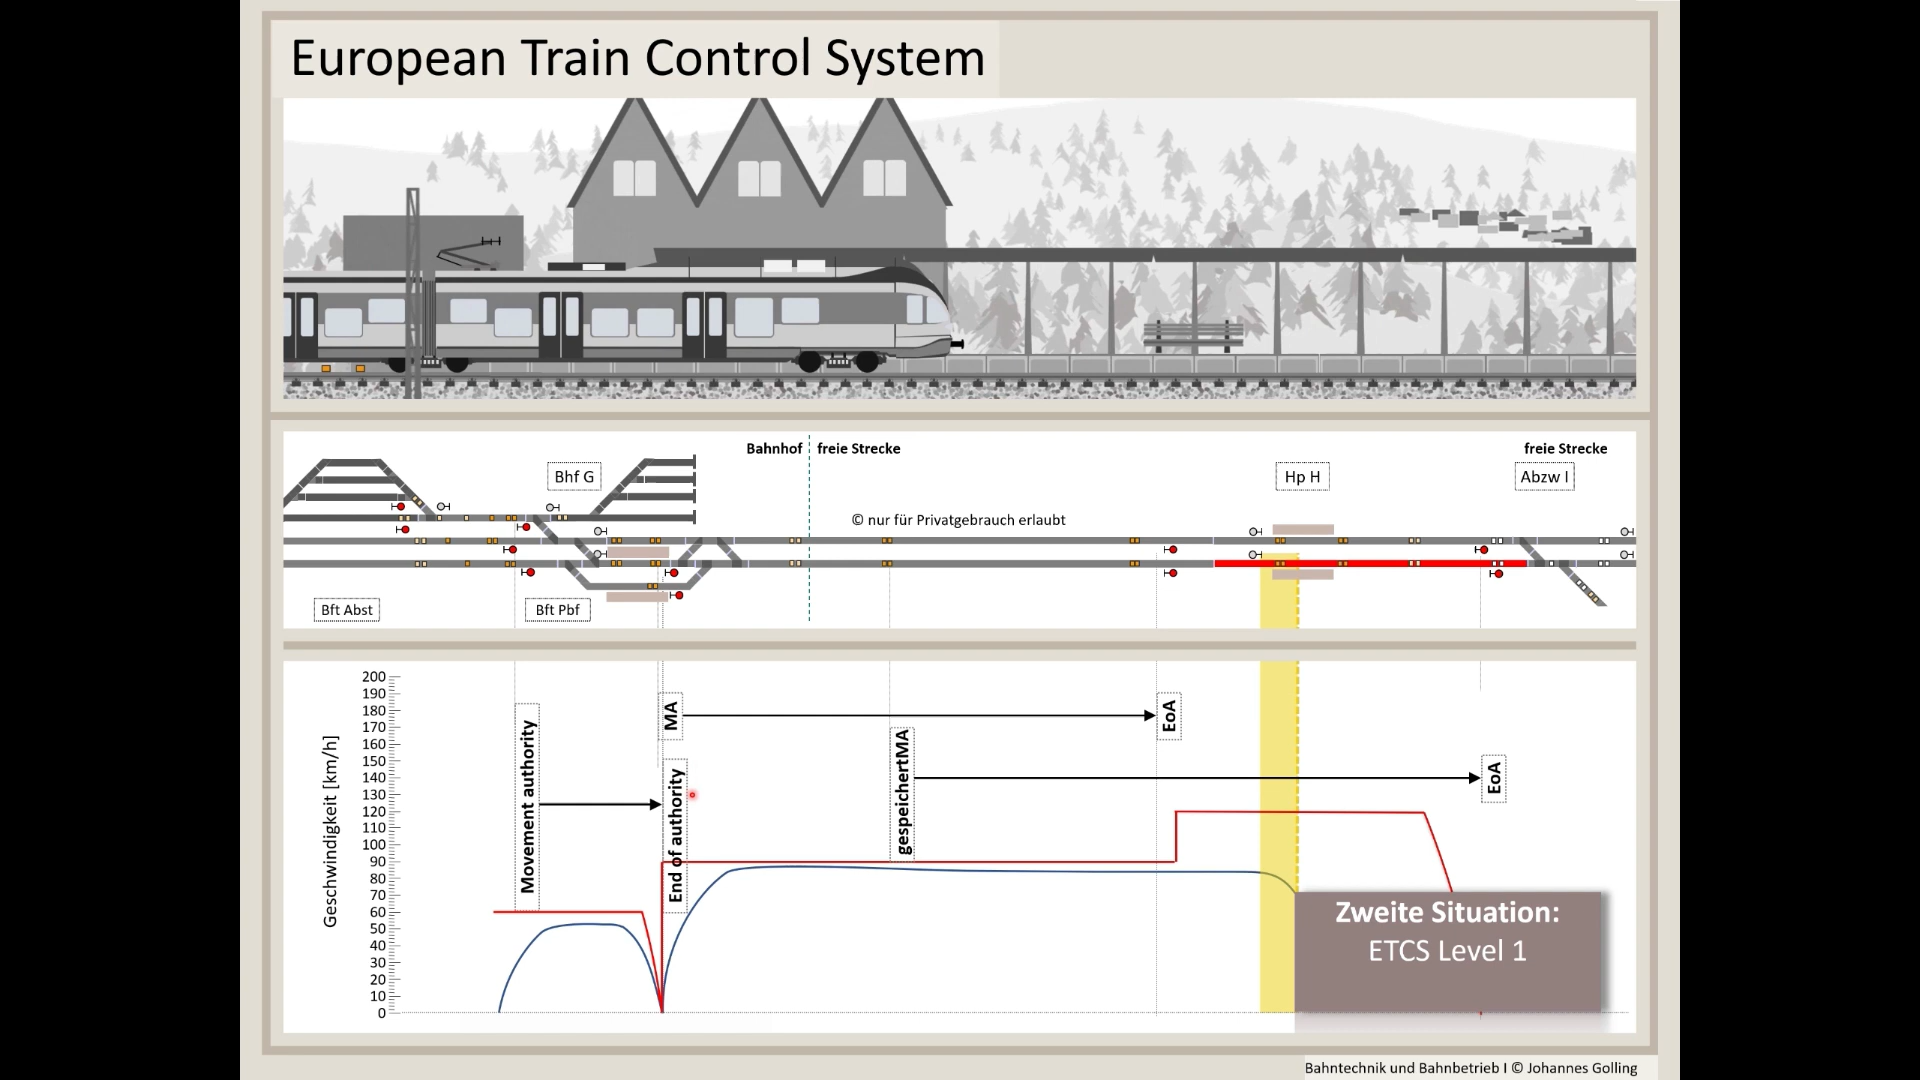 European Train Control System
Bahnhof
freie Strecke
freie Strecke
Bhf G
Hp H
Abzw I
© nur für Privatgebrauch erlaubt
Bft Abst
Bft Pbf
Geschwindigkeit [km/h]
200
190
180
170
160
150
140
130
120
110
100
90
80
70
60
50
40
30
20
10
0
Movement authority
MA
End of authority
gespeichertMA
EoA
EoA
Zweite Situation:
ETCS Level 1
Bahntechnik und Bahnbetrieb I © Johannes Golling